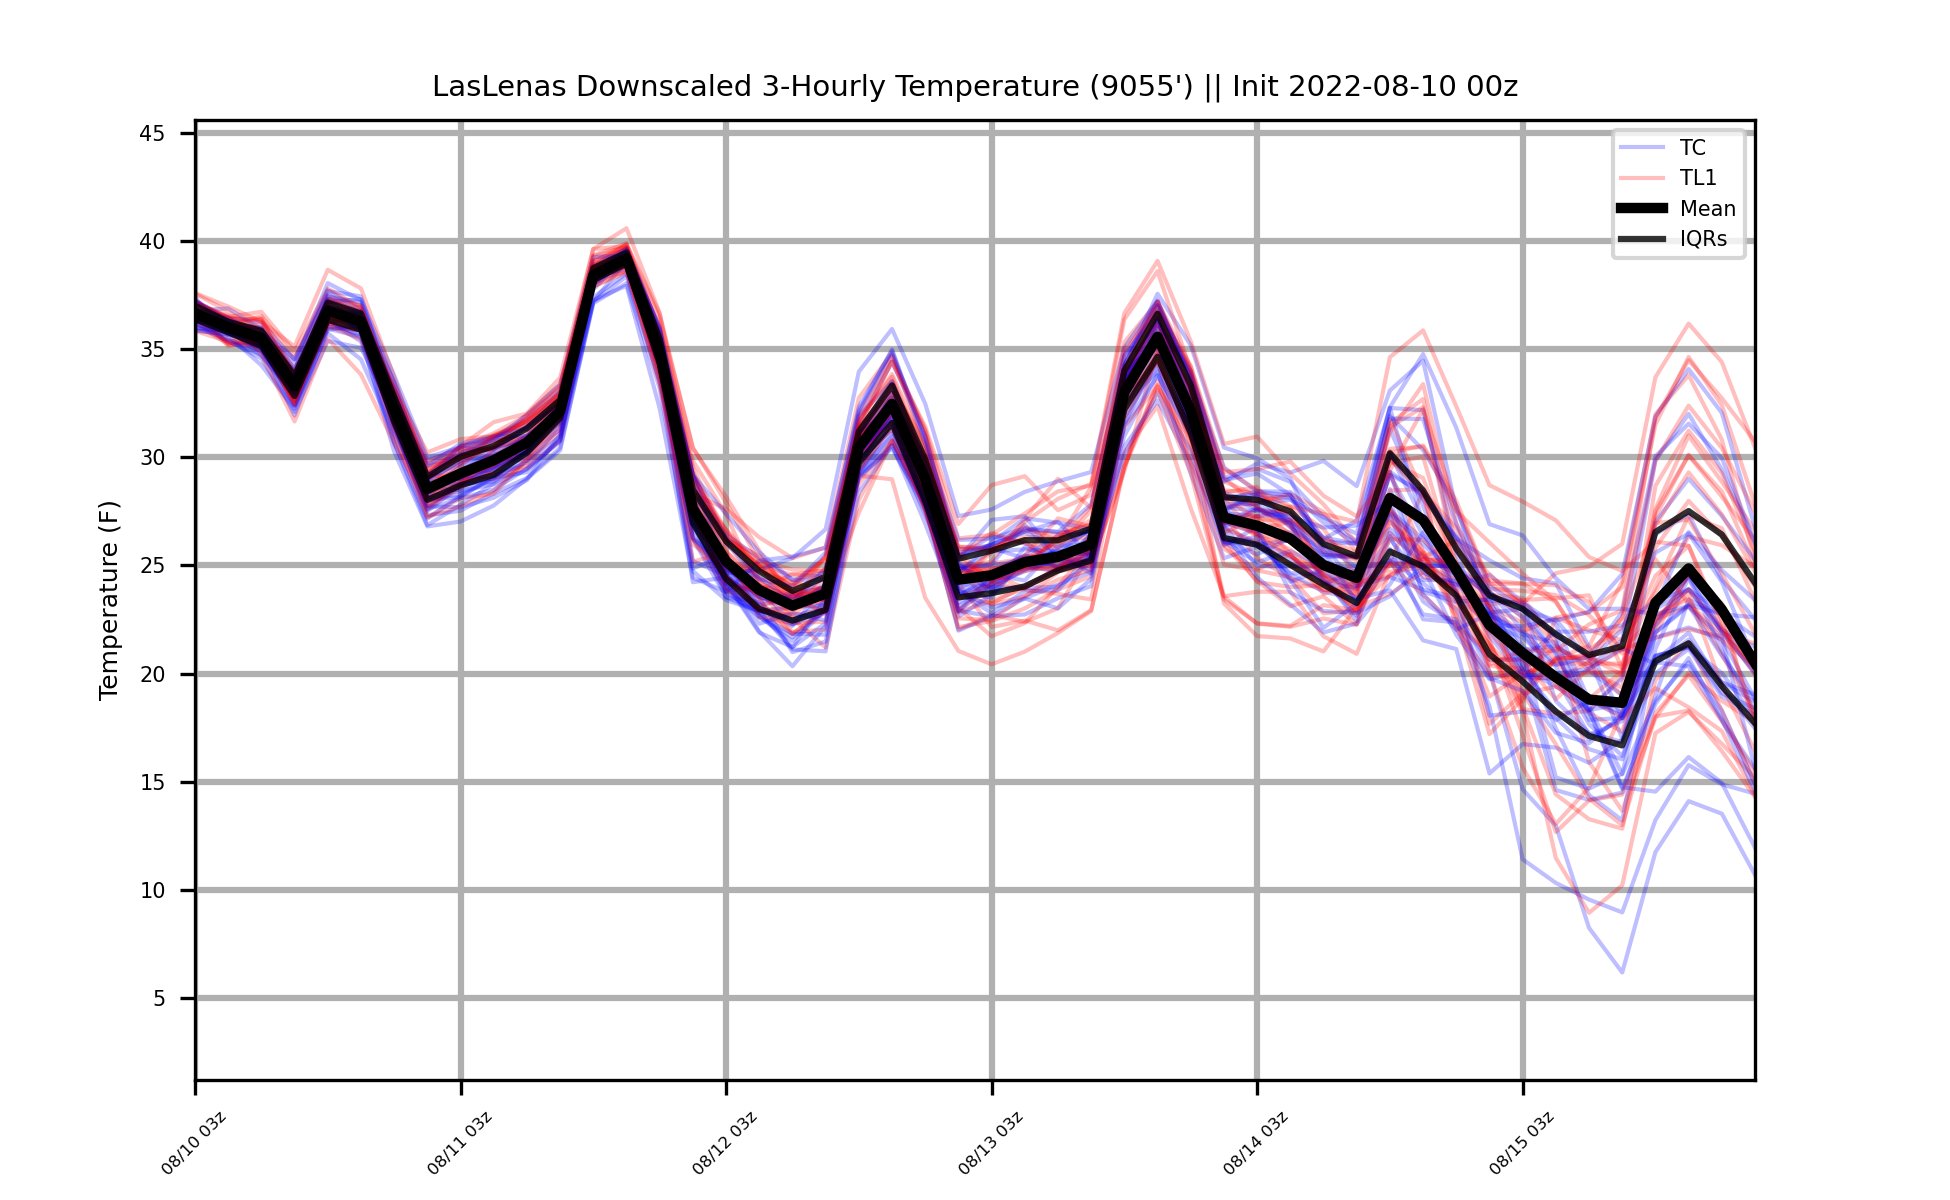 LasLenas Downscaled 3-Hourly Temperature (9055') || Init 2022-08-10 00z
Temperature (F)
45
40
35
30
25
20
15
10
5
TC
TL1
Mean
IQRs
08/10 03z
08/11 03z
08/12 03z
08/13 03z
08/14 03z
08/15 03z